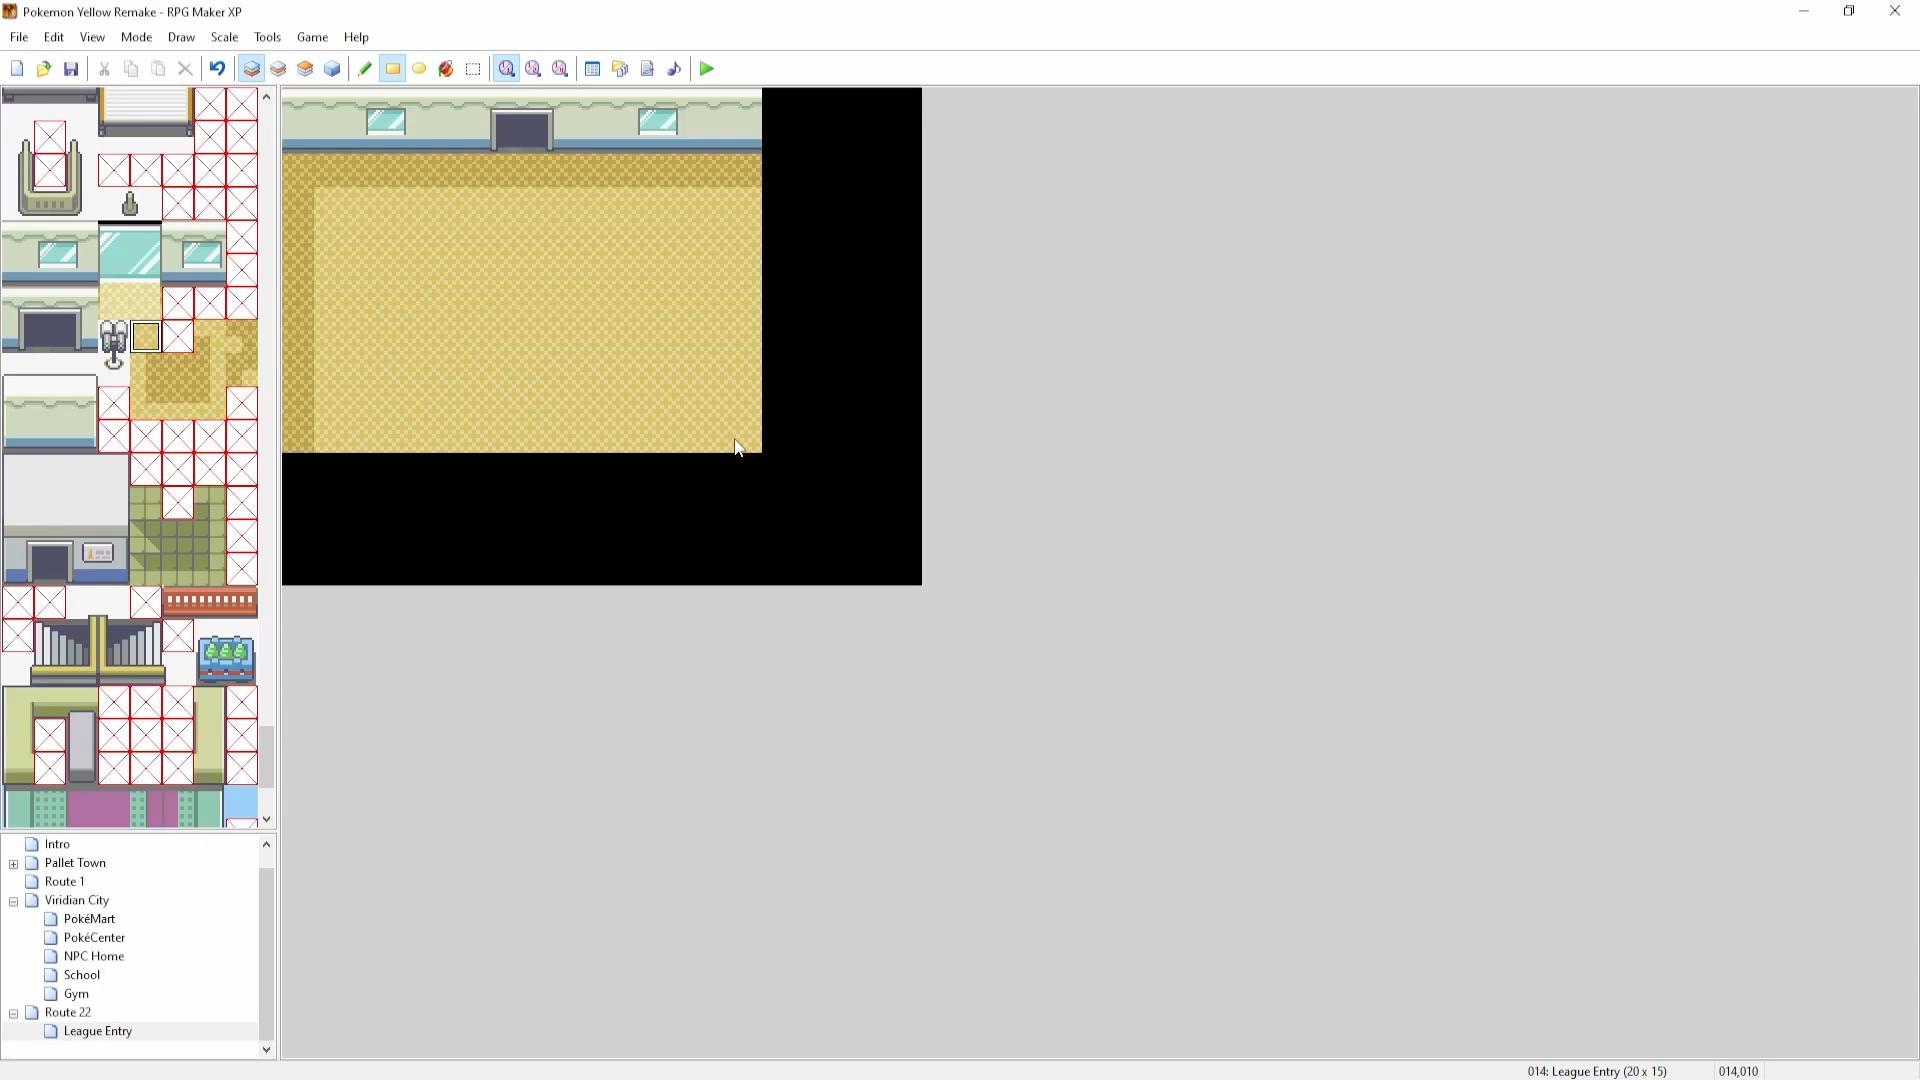 Pokemon Yellow Remake - RPG Maker XP
File Edit View Mode Draw Scale Tools Game Help
Intro
Pallet Town
Route 1
Viridian City
PokéMart
PokéCenter
NPC Home
School
Gym
Route 22
League Entry
014: League Entry (20 x 15) 014,010